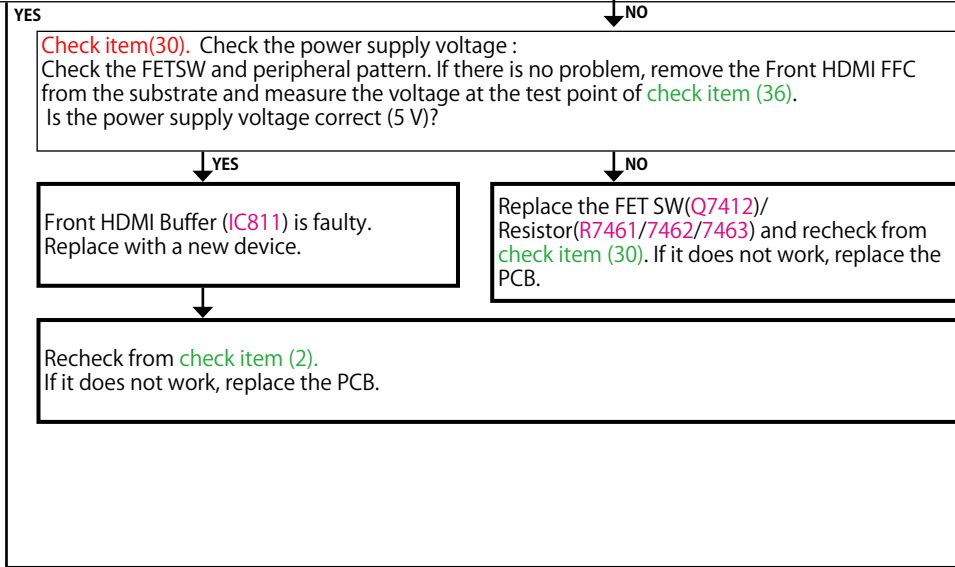 YES
NO
Check item(30). Check the power supply voltage :
Check the FETSW and peripheral pattern. If there is no problem, remove the Front HDMI FFC
from the substrate and measure the voltage at the test point of check item (36).
Is the power supply voltage correct (5 V)?
YES
NO
Front HDMI Buffer (IC811) is faulty.
Replace with a new device.
Replace the FET SW(Q7412)/
Resistor(R7461/7462/7463) and recheck from
check item (30). If it does not work, replace the
PCB.
Recheck from check item (2).
If it does not work, replace the PCB.